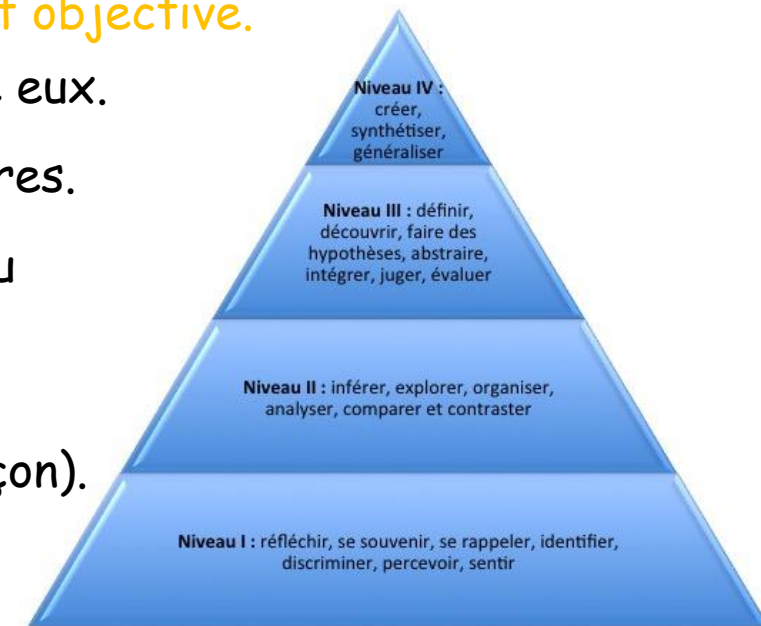 t objective.
eux.
res.
u
çon).
Niveau IV :
créer,
synthétiser,
généraliser
Niveau III : définir,
découvrir, faire des
hypothèses, abstraire,
intégrer, juger, évaluer
Niveau II : inférer, explorer, organiser,
analyser, comparer et contraster
Niveau I : réfléchir, se souvenir, se rappeler, identifier,
discriminer, percevoir, sentir